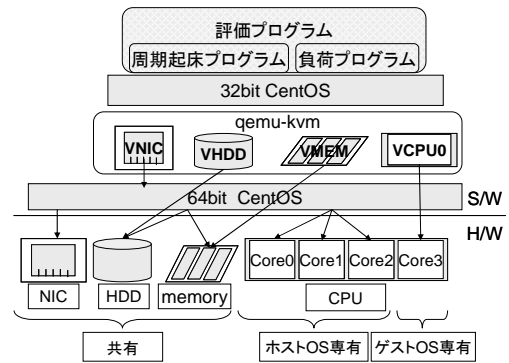 評価プログラム
周期起床プログラム 負荷プログラム
32bit CentOS
qemu-kvm
VNIC VHDD VMEM VCPU0
64bit CentOS
S/W
H/W
Core0 Core1 Core2 Core3
NIC HDD memory CPU
共有 ホストOS専有 ゲストOS専有